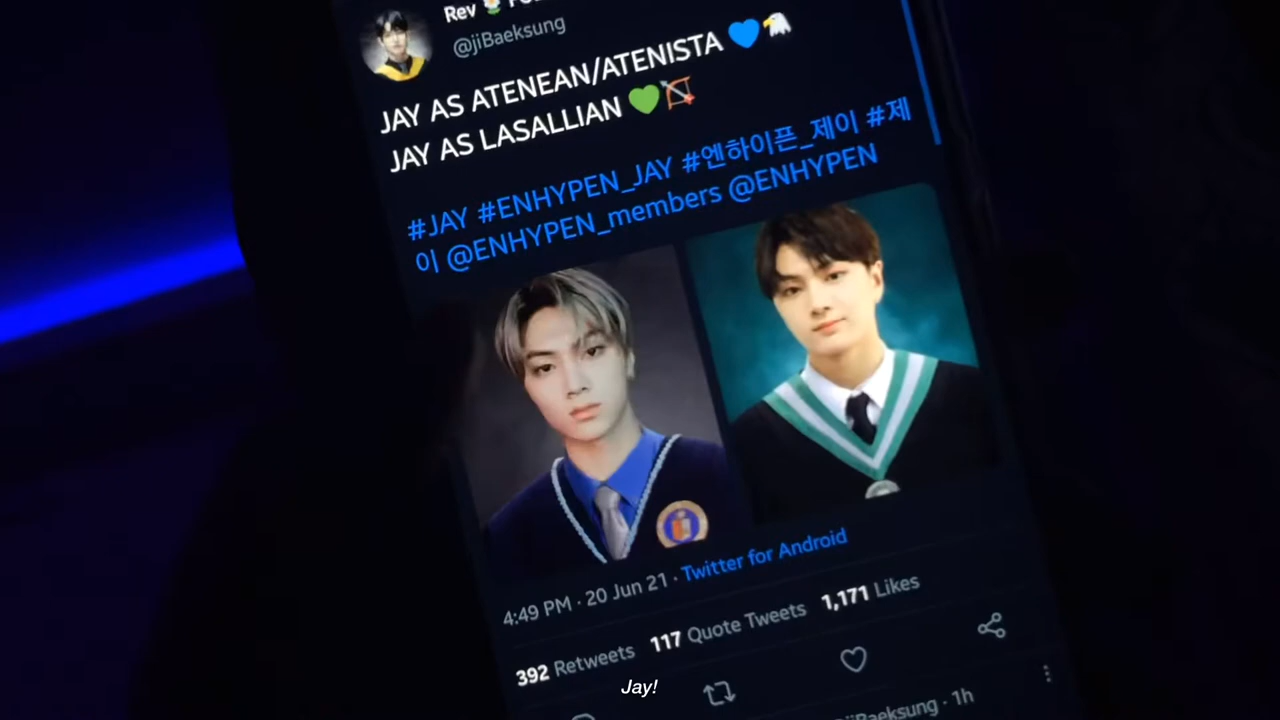 Rev
@jiBaeksung
JAY AS ATENEAN/ATENISTA 💙🦅
JAY AS LASALLIAN 💚🏹
#JAY #ENHYPEN_JAY #엔하이픈_제이 #제
이 @ENHYPEN_members @ENHYPEN
4:49 PM · 20 Jun 21 · Twitter for Android
392 Retweets 117 Quote Tweets 1,171 Likes
@jiBaeksung · 1h
Jay!